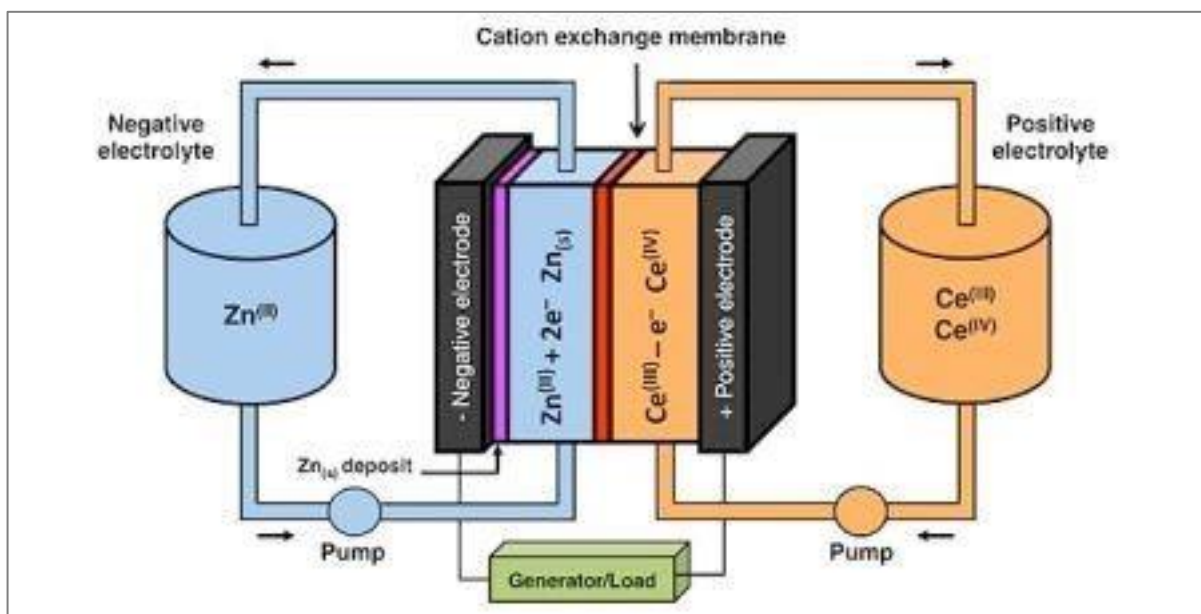 Cation exchange membrane
Negative
electrolyte
Positive
electrolyte
Zn(II)
- Negative electrode
Zn(II) + 2e⁻ Zn(s)
Ce(III) – e⁻ Ce(IV)
+ Positive electrode
Ce(III)
Ce(IV)
Zn(s) deposit
Pump
Pump
Generator/Load